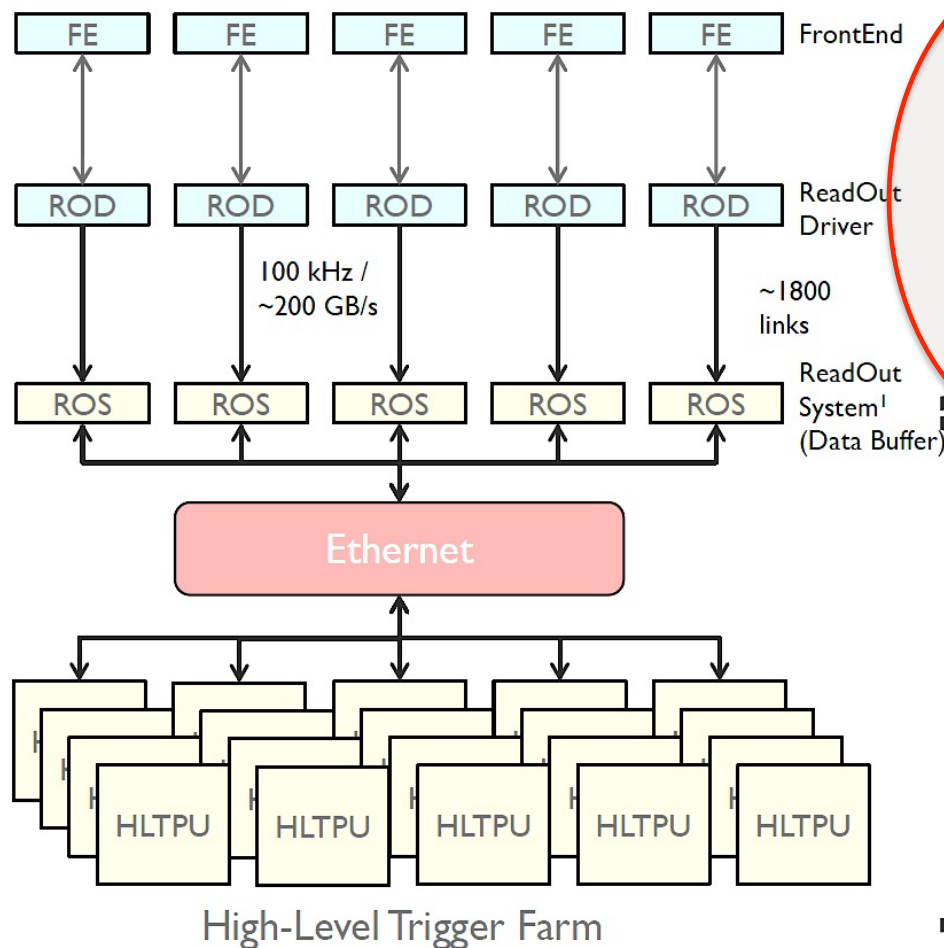 FE FE FE FE FE FrontEnd
ROD ROD ROD ROD ROD ReadOut
Driver
100 kHz /
~200 GB/s
~1800
links
ROS ROS ROS ROS ROS ReadOut
System¹
(Data Buffer)
Ethernet
HLTPU HLTPU HLTPU HLTPU HLTPU
High-Level Trigger Farm